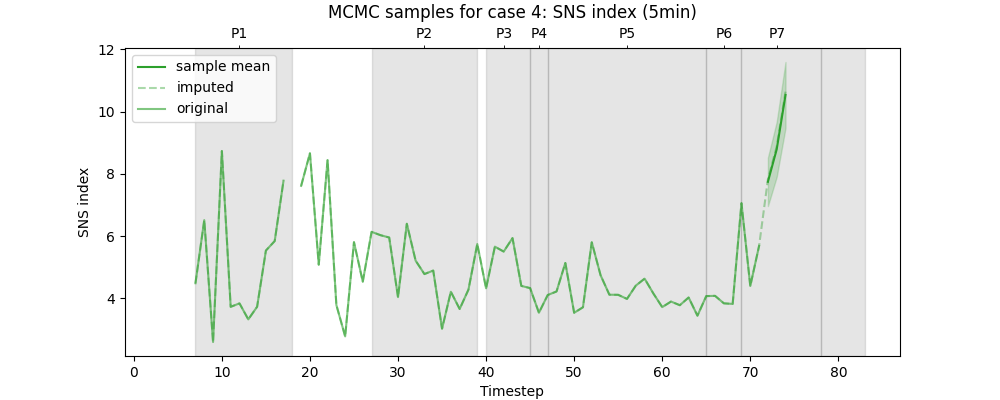 MCMC samples for case 4: SNS index (5min)
P1 P2 P3 P4 P5 P6 P7
sample mean
imputed
original
12
10
8
6
4
SNS index
0 10 20 30 40 50 60 70 80
Timestep